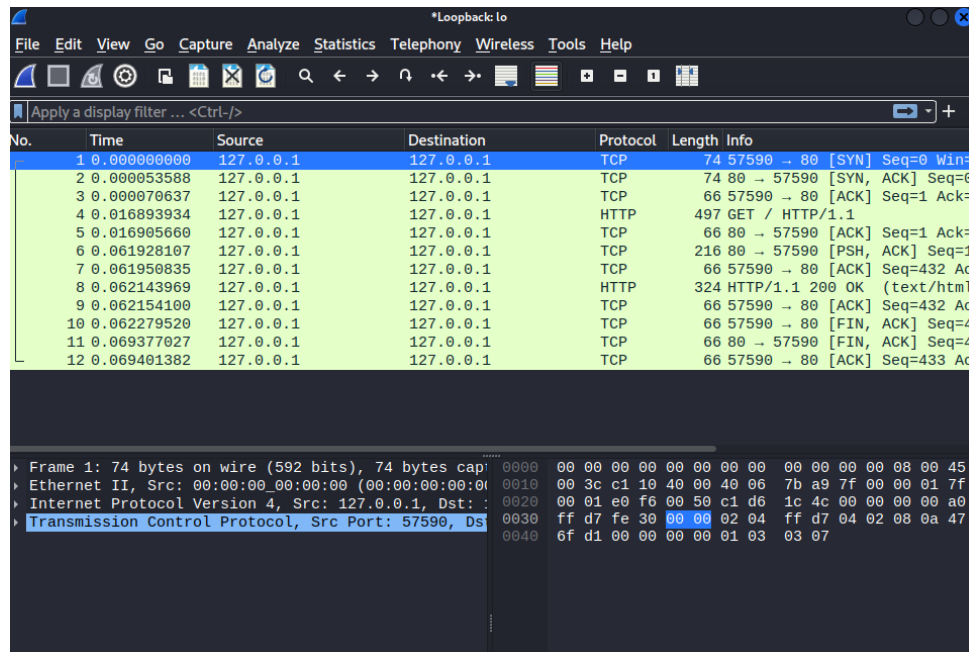 *Loopback: lo
File Edit View Go Capture Analyze Statistics Telephony Wireless Tools Help
Apply a display filter ... <Ctrl-/>
No. Time Source Destination Protocol Length Info
1 0.000000000 127.0.0.1 127.0.0.1 TCP 74 57590 → 80 [SYN] Seq=0 Win=
2 0.000053588 127.0.0.1 127.0.0.1 TCP 74 80 → 57590 [SYN, ACK] Seq=0
3 0.000070637 127.0.0.1 127.0.0.1 TCP 66 57590 → 80 [ACK] Seq=1 Ack=
4 0.016893934 127.0.0.1 127.0.0.1 HTTP 497 GET / HTTP/1.1
5 0.016905660 127.0.0.1 127.0.0.1 TCP 66 80 → 57590 [ACK] Seq=1 Ack=
6 0.061928107 127.0.0.1 127.0.0.1 TCP 216 80 → 57590 [PSH, ACK] Seq=1
7 0.061950835 127.0.0.1 127.0.0.1 TCP 66 57590 → 80 [ACK] Seq=432 Ac
8 0.062143969 127.0.0.1 127.0.0.1 HTTP 324 HTTP/1.1 200 OK (text/html
9 0.062154100 127.0.0.1 127.0.0.1 TCP 66 57590 → 80 [ACK] Seq=432 Ac
10 0.062279520 127.0.0.1 127.0.0.1 TCP 66 57590 → 80 [FIN, ACK] Seq=4
11 0.069377027 127.0.0.1 127.0.0.1 TCP 66 80 → 57590 [FIN, ACK] Seq=4
12 0.069401382 127.0.0.1 127.0.0.1 TCP 66 57590 → 80 [ACK] Seq=433 Ac
Frame 1: 74 bytes on wire (592 bits), 74 bytes cap
Ethernet II, Src: 00:00:00_00:00:00 (00:00:00:00:0
Internet Protocol Version 4, Src: 127.0.0.1, Dst:
Transmission Control Protocol, Src Port: 57590, Ds
0000 00 00 00 00 00 00 00 00 00 00 00 00 08 00 45
0010 00 3c c1 10 40 00 40 06 7b a9 7f 00 00 01 7f
0020 00 01 e0 f6 00 50 c1 d6 1c 4c 00 00 00 00 a0
0030 ff d7 fe 30 00 00 02 04 ff d7 04 02 08 0a 47
0040 6f d1 00 00 00 00 01 03 03 07